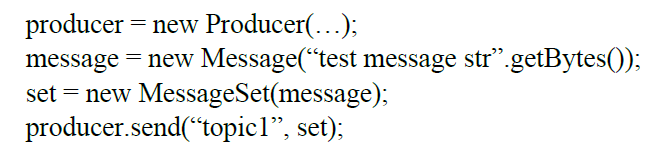 producer = new Producer(…);
message = new Message(“test message str”.getBytes());
set = new MessageSet(message);
producer.send(“topic1”, set);